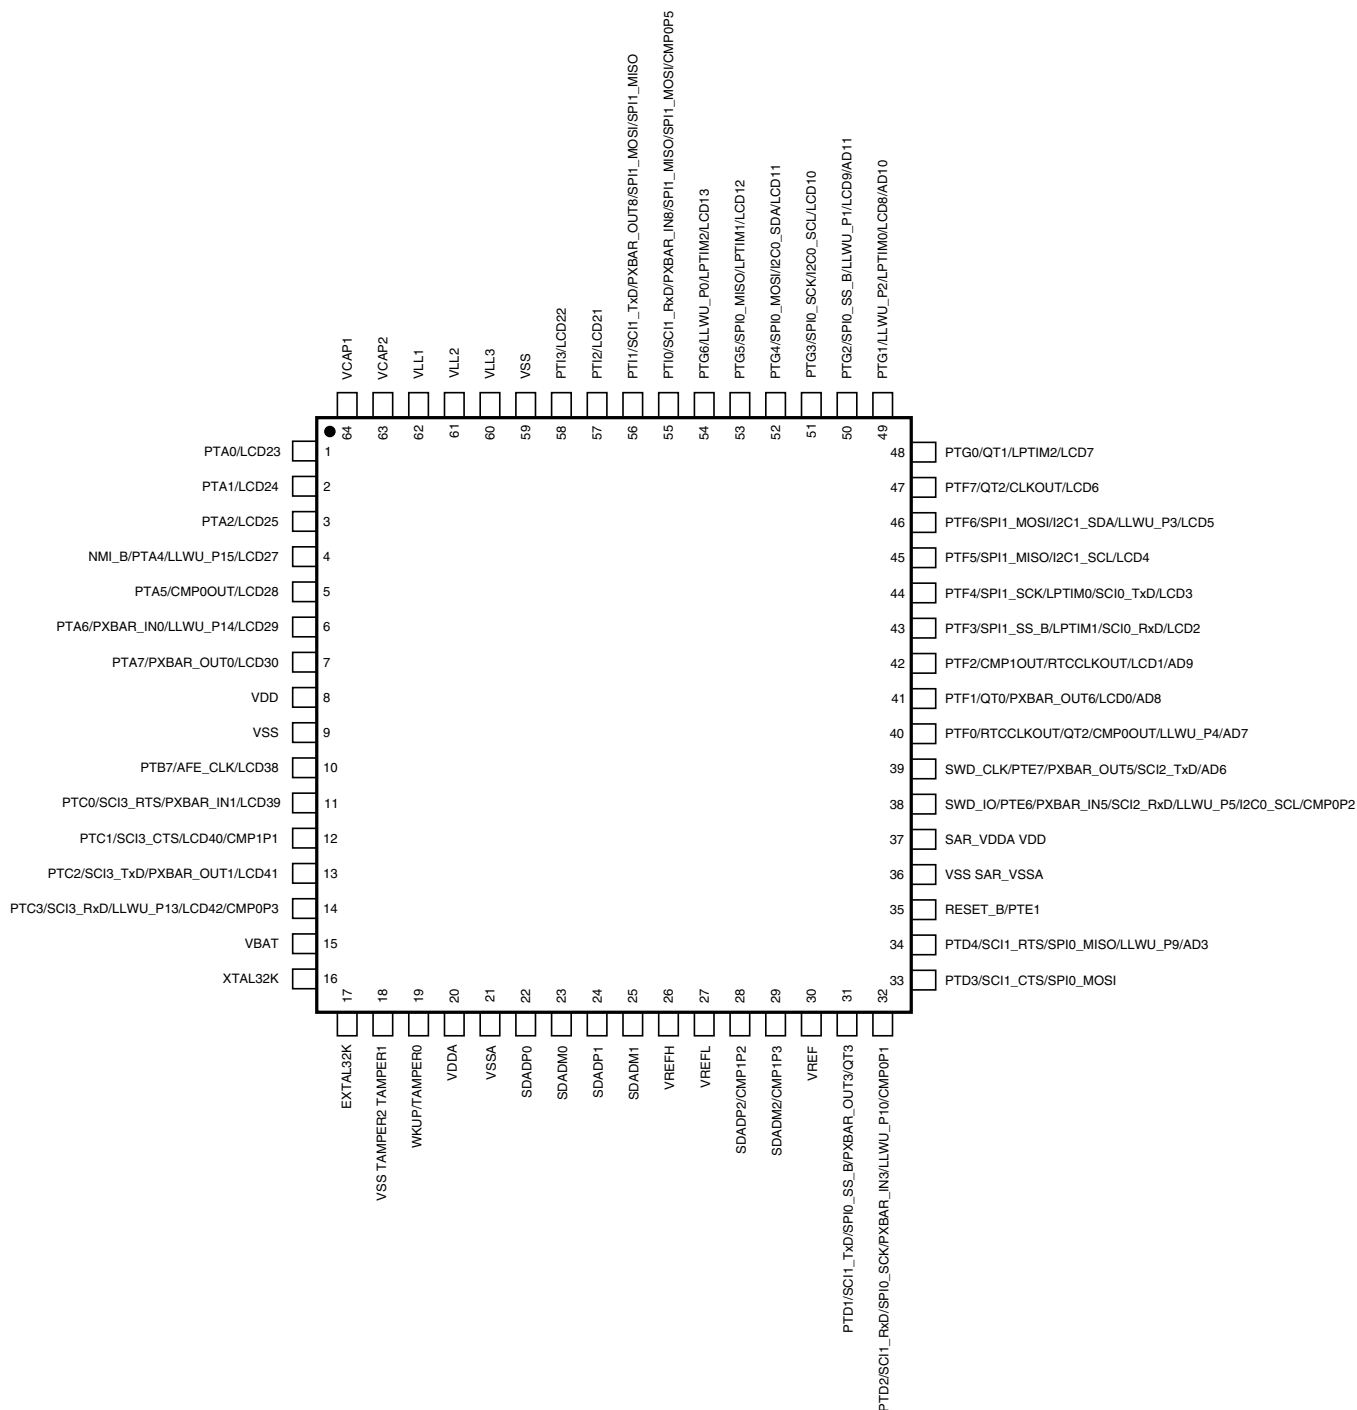 PTI1/SCI1_TxD/PXBAR_OUT8/SPI1_MOSI/SPI1_MISO
PTI0/SCI1_RxD/PXBAR_IN8/SPI1_MISO/SPI1_MOSI/CMP0P5
VCAP1
VCAP2
VLL1
VLL2
VLL3
VSS
PTI3/LCD22
PTI2/LCD21
PTG6/LLWU_P0/LPTIM2/LCD13
PTG5/SPI0_MISO/LPTIM1/LCD12
PTG4/SPI0_MOSI/I2C0_SDA/LCD11
PTG3/SPI0_SCK/I2C0_SCL/LCD10
PTG2/SPI0_SS_B/LLWU_P1/LCD9/AD11
PTG1/LLWU_P2/LPTIM0/LCD8/AD10
64
63
62
61
60
59
58
57
56
55
54
53
52
51
50
49
PTA0/LCD23 1
PTA1/LCD24 2
PTA2/LCD25 3
NMI_B/PTA4/LLWU_P15/LCD27 4
PTA5/CMP0OUT/LCD28 5
PTA6/PXBAR_IN0/LLWU_P14/LCD29 6
PTA7/PXBAR_OUT0/LCD30 7
VDD 8
VSS 9
PTB7/AFE_CLK/LCD38 10
PTC0/SCI3_RTS/PXBAR_IN1/LCD39 11
PTC1/SCI3_CTS/LCD40/CMP1P1 12
PTC2/SCI3_TxD/PXBAR_OUT1/LCD41 13
PTC3/SCI3_RxD/LLWU_P13/LCD42/CMP0P3 14
VBAT 15
XTAL32K 16
48 PTG0/QT1/LPTIM2/LCD7
47 PTF7/QT2/CLKOUT/LCD6
46 PTF6/SPI1_MOSI/I2C1_SDA/LLWU_P3/LCD5
45 PTF5/SPI1_MISO/I2C1_SCL/LCD4
44 PTF4/SPI1_SCK/LPTIM0/SCI0_TxD/LCD3
43 PTF3/SPI1_SS_B/LPTIM1/SCI0_RxD/LCD2
42 PTF2/CMP1OUT/RTCCLKOUT/LCD1/AD9
41 PTF1/QT0/PXBAR_OUT6/LCD0/AD8
40 PTF0/RTCCLKOUT/QT2/CMP0OUT/LLWU_P4/AD7
39 SWD_CLK/PTE7/PXBAR_OUT5/SCI2_TxD/AD6
38 SWD_IO/PTE6/PXBAR_IN5/SCI2_RxD/LLWU_P5/I2C0_SCL/CMP0P2
37 SAR_VDDA VDD
36 VSS SAR_VSSA
35 RESET_B/PTE1
34 PTD4/SCI1_RTS/SPI0_MISO/LLWU_P9/AD3
33 PTD3/SCI1_CTS/SPI0_MOSI
17
18
19
20
21
22
23
24
25
26
27
28
29
30
31
32
EXTAL32K
VSS TAMPER2 TAMPER1
WKUP/TAMPER0
VDDA
VSSA
SDADP0
SDADM0
SDADP1
SDADM1
VREFH
VREFL
SDADP2/CMP1P2
SDADM2/CMP1P3
VREF
PTD1/SCI1_TxD/SPI0_SS_B/PXBAR_OUT3/QT3
PTD2/SCI1_RxD/SPI0_SCK/PXBAR_IN3/LLWU_P10/CMP0P1